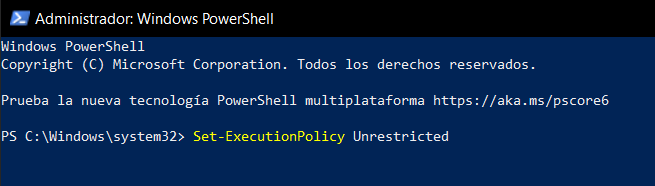 Administrador: Windows PowerShell
Windows PowerShell
Copyright (C) Microsoft Corporation. Todos los derechos reservados.
Prueba la nueva tecnología PowerShell multiplataforma https://aka.ms/pscore6
PS C:\Windows\system32> Set-ExecutionPolicy Unrestricted